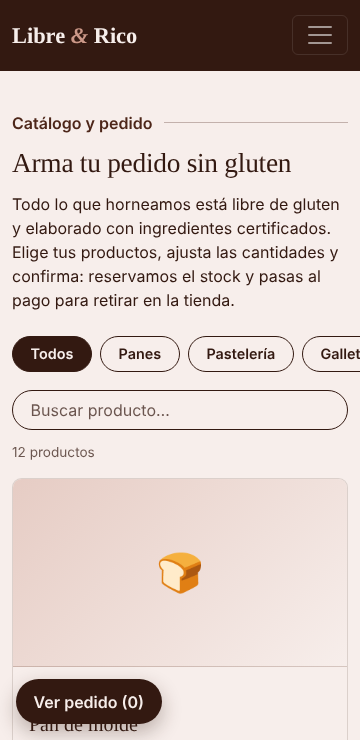 Libre & Rico
Catálogo y pedido
Arma tu pedido sin gluten
Todo lo que horneamos está libre de gluten
y elaborado con ingredientes certificados.
Elige tus productos, ajusta las cantidades y
confirma: reservamos el stock y pasas al
pago para retirar en la tienda.
Todos
Panes
Pastelería
Gallet
Buscar producto...
12 productos
Ver pedido (0)
Pan de molde